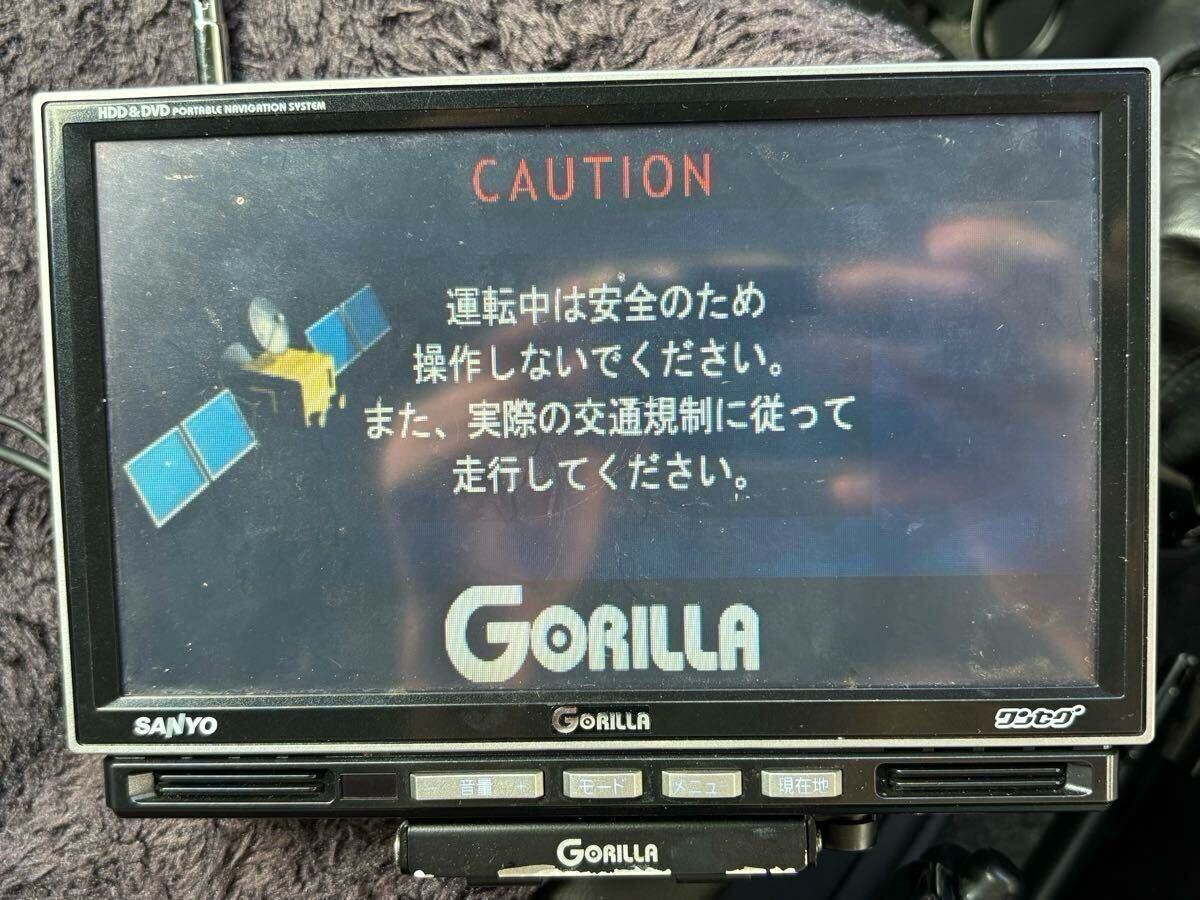 HDD&DVD PORTABLE NAVIGATION SYSTEM
CAUTION
運転中は安全のため
操作しないでください。
また、実際の交通規制に従って
走行してください。
GORILLA
SANYO
GORILLA
ワンセグ
− 音量 +
モード
メニュー
現在地
GORILLA